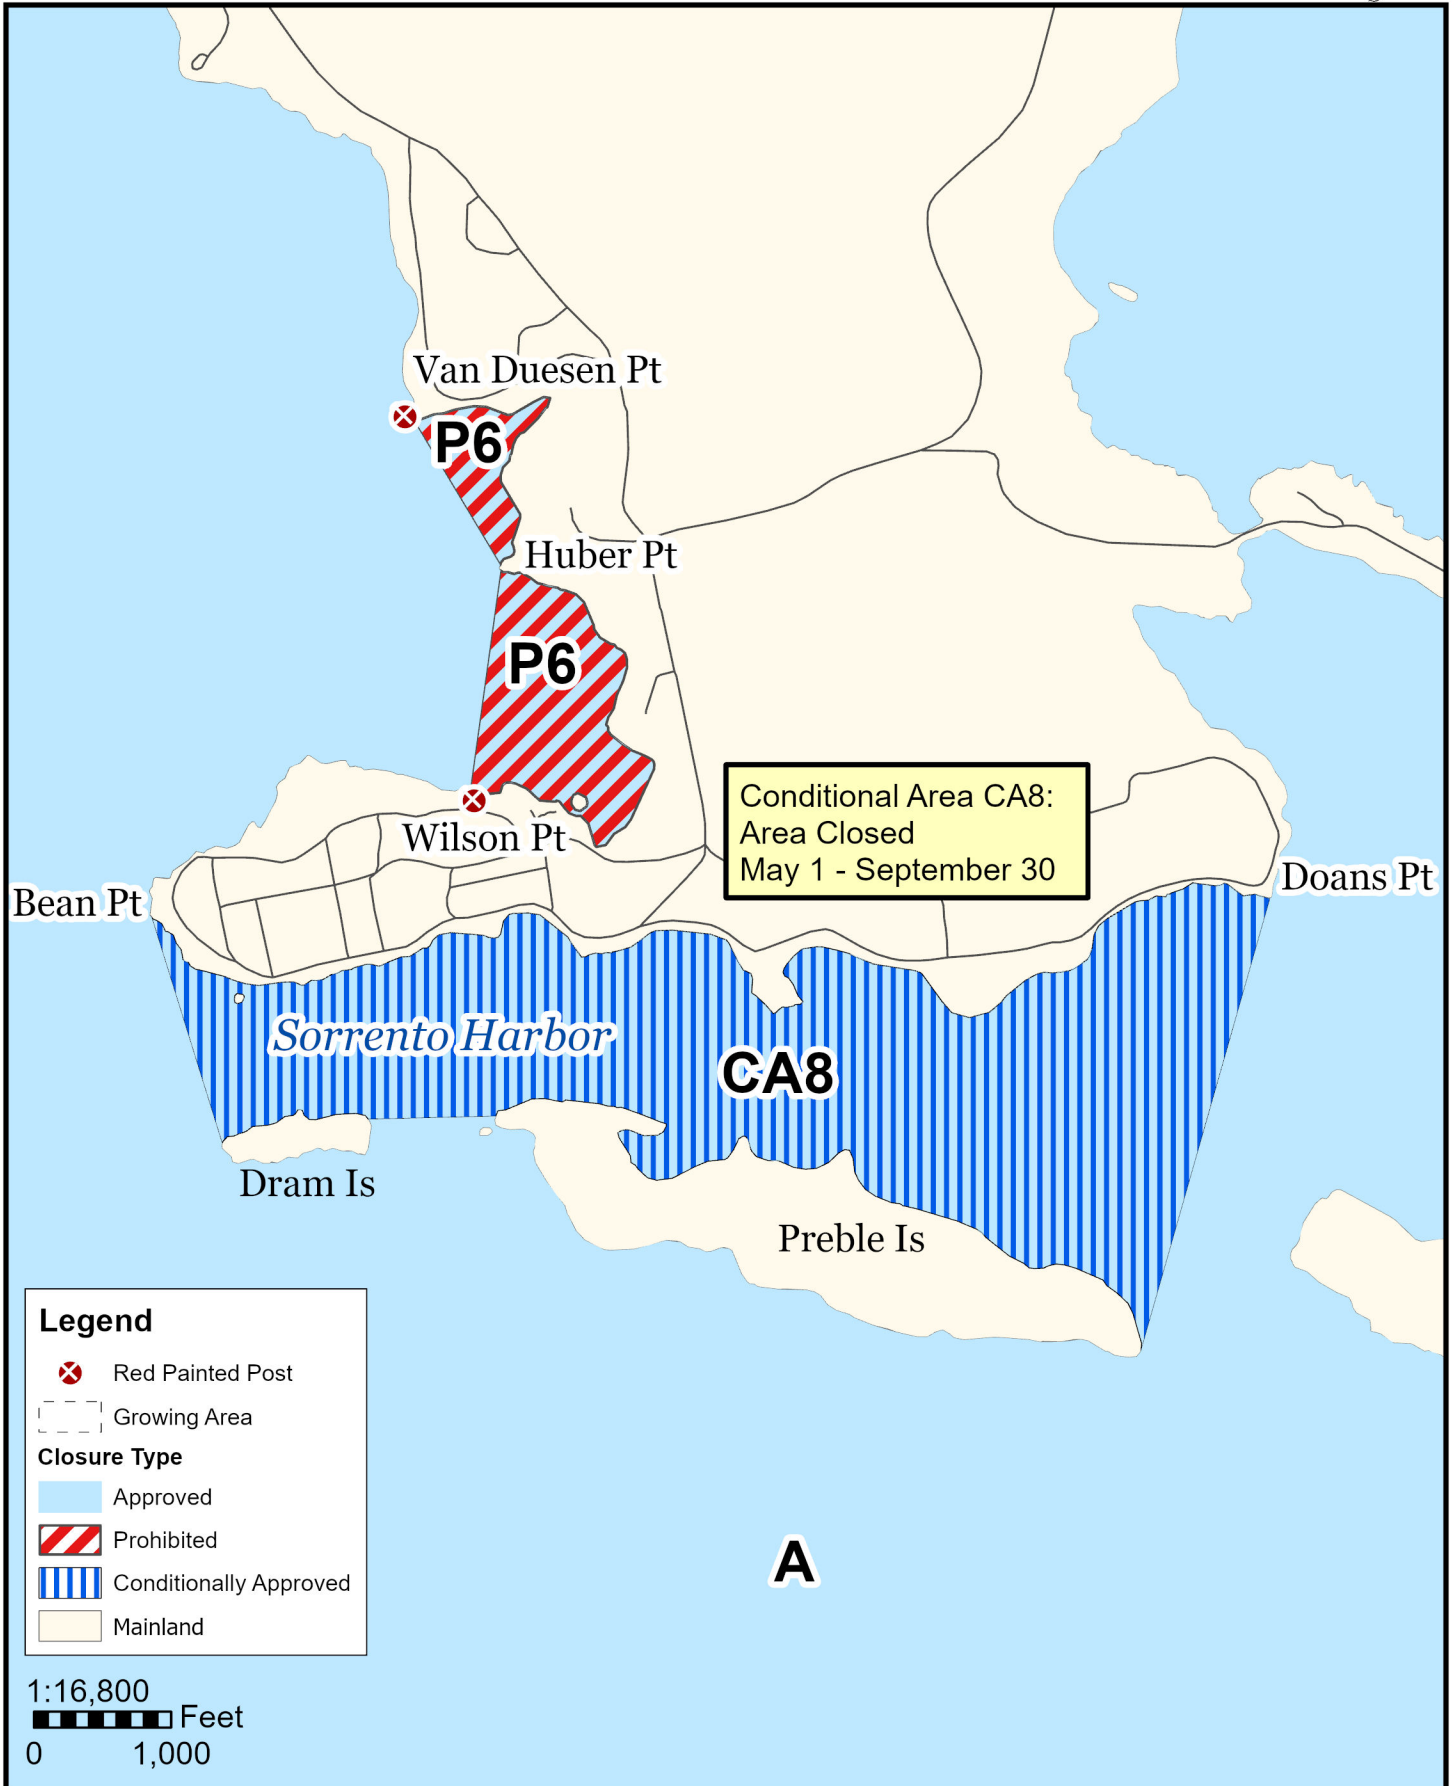 Van Duesen Pt
P6
Huber Pt
P6
Conditional Area CA8:
Area Closed
May 1 - September 30
Wilson Pt
Doans Pt
Bean Pt
Sorrento Harbor
CA8
Dram Is
Preble Is
Legend
Red Painted Post
Growing Area
Closure Type
Approved
Prohibited
Conditionally Approved
Mainland
A
1:16,800
Feet
0 1,000